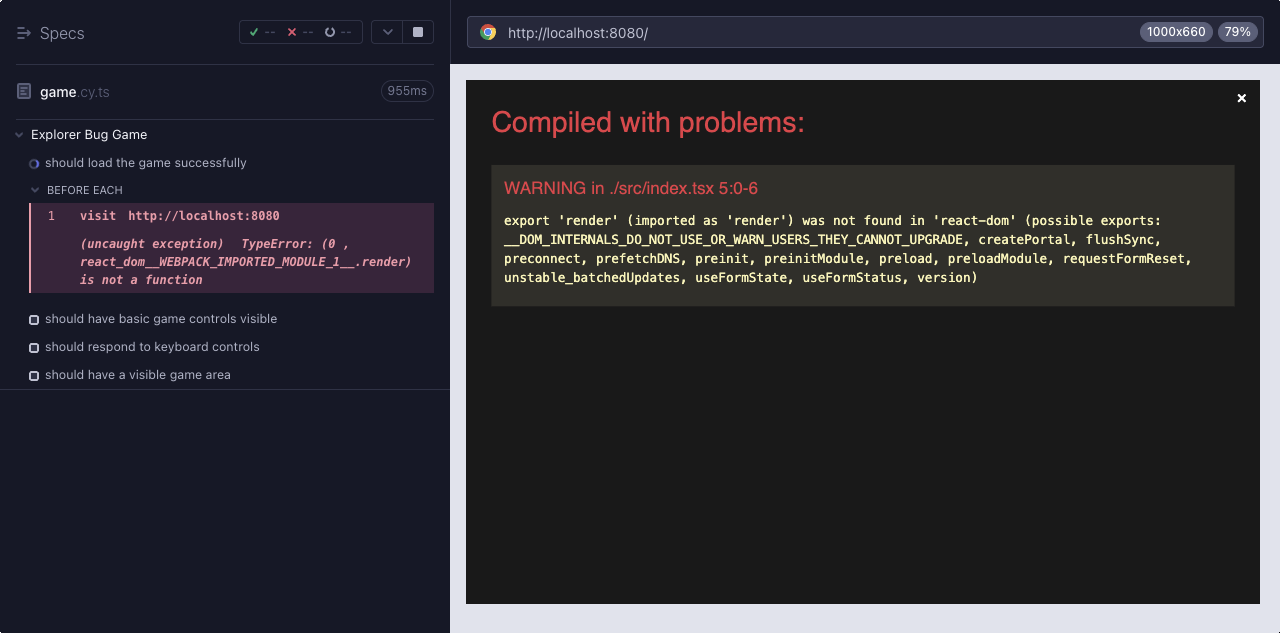 Specs
-- -- --
game.cy.ts
955ms
Explorer Bug Game
should load the game successfully
BEFORE EACH
1 visit http://localhost:8080
(uncaught exception) TypeError: (0 ,
react_dom__WEBPACK_IMPORTED_MODULE_1__.render)
is not a function
should have basic game controls visible
should respond to keyboard controls
should have a visible game area
http://localhost:8080/
1000x660
79%
Compiled with problems:
WARNING in ./src/index.tsx 5:0-6
export 'render' (imported as 'render') was not found in 'react-dom' (possible exports:
__DOM_INTERNALS_DO_NOT_USE_OR_WARN_USERS_THEY_CANNOT_UPGRADE, createPortal, flushSync,
preconnect, prefetchDNS, preinit, preinitModule, preload, preloadModule, requestFormReset,
unstable_batchedUpdates, useFormState, useFormStatus, version)